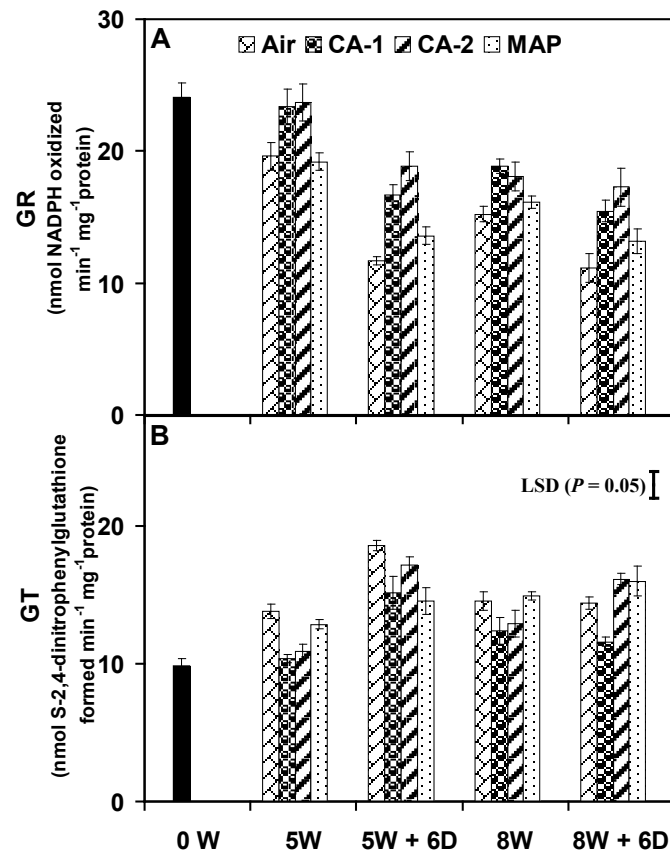 30
A
Air CA-1 CA-2 MAP
20
10
0
GR
(nmol NADPH oxidized
min⁻¹ mg⁻¹protein)
B
LSD (P = 0.05)
20
10
0
GT
(nmol S-2,4-dinitrophenylglutathione
formed min⁻¹ mg⁻¹protein)
0 W 5W 5W + 6D 8W 8W + 6D